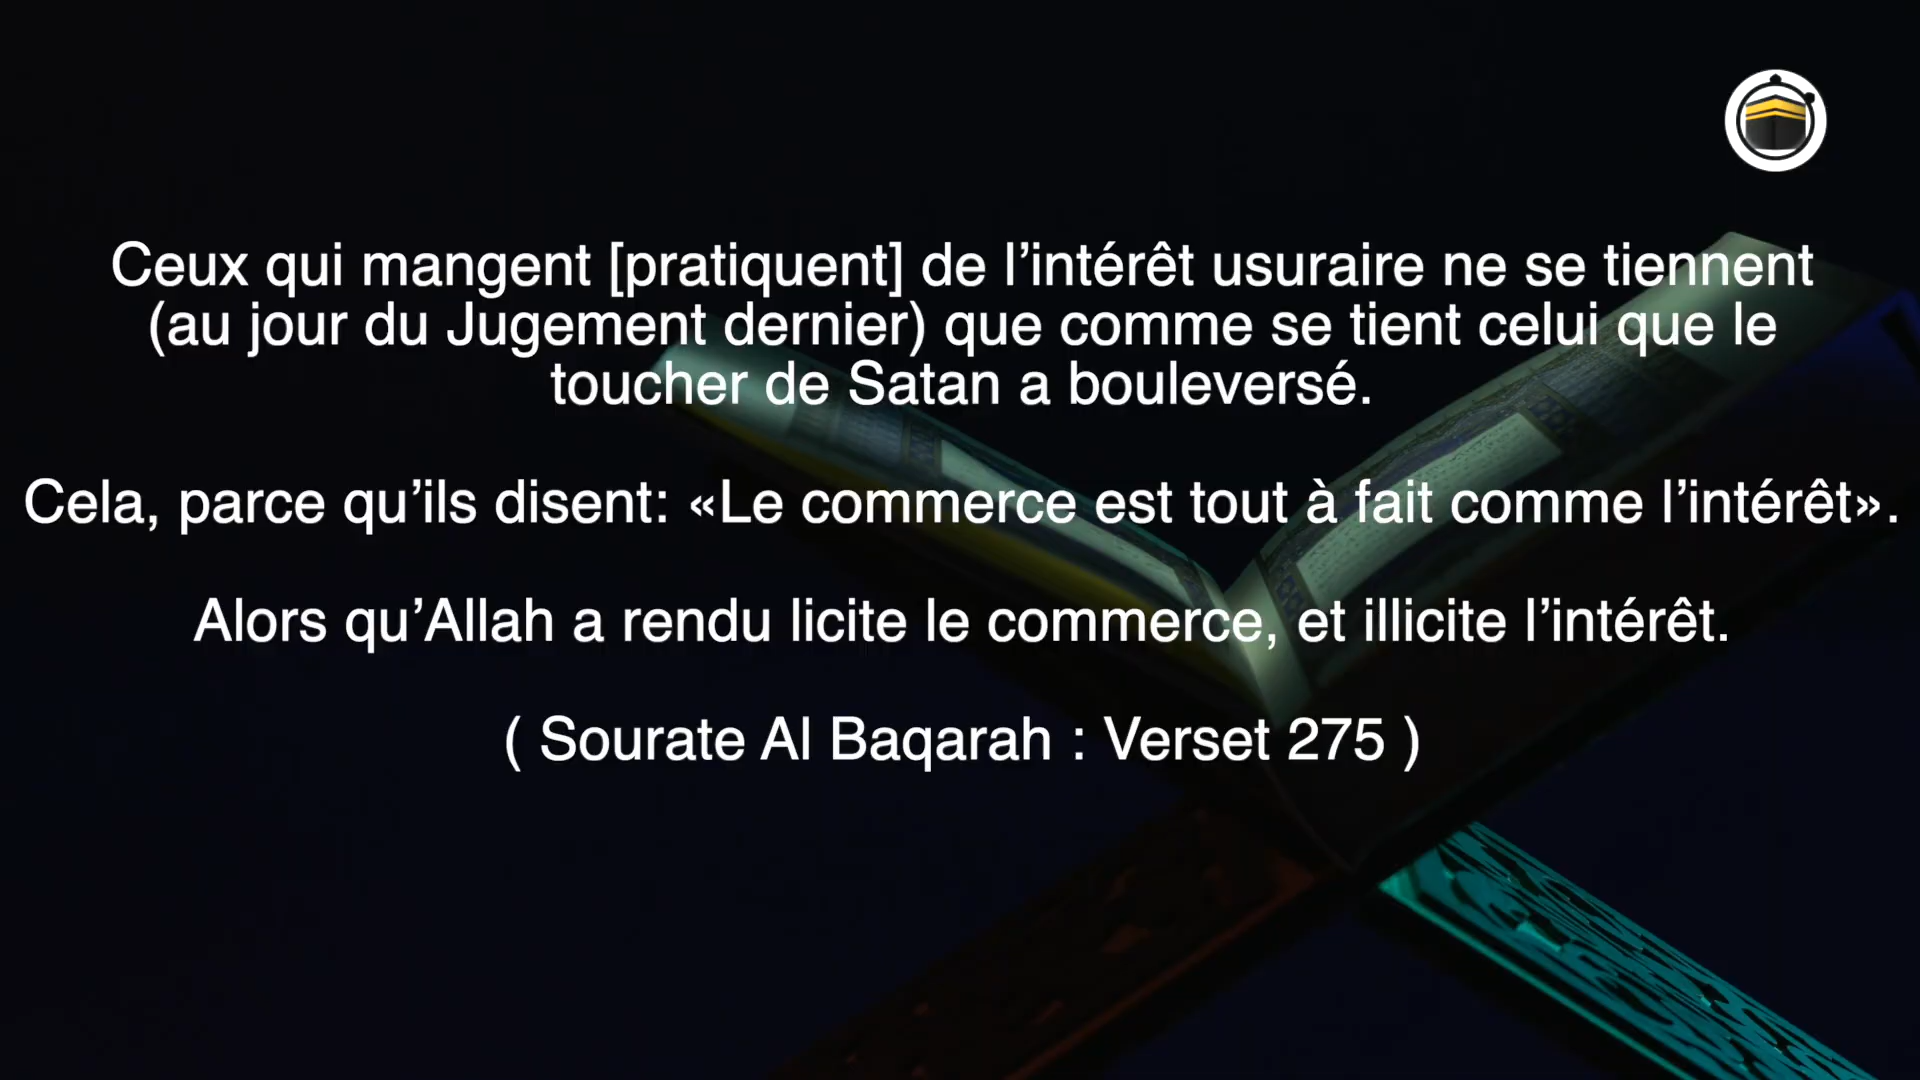 Ceux qui mangent [pratiquent] de l’intérêt usuraire ne se tiennent
(au jour du Jugement dernier) que comme se tient celui que le
toucher de Satan a bouleversé.
Cela, parce qu’ils disent: «Le commerce est tout à fait comme l’intérêt».
Alors qu’Allah a rendu licite le commerce, et illicite l’intérêt.
( Sourate Al Baqarah : Verset 275 )